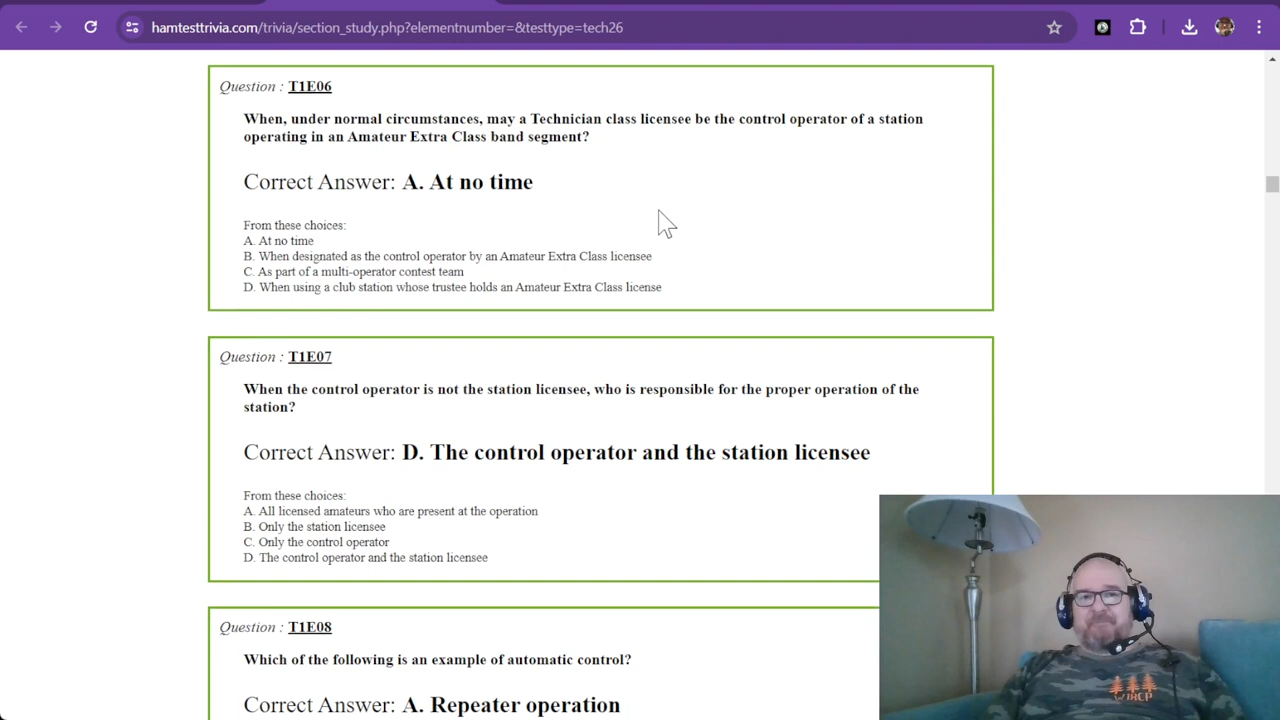 hamtesttrivia.com/trivia/section_study.php?elementnumber=&testtype=tech26
Question : T1E06
When, under normal circumstances, may a Technician class licensee be the control operator of a station
operating in an Amateur Extra Class band segment?
Correct Answer: A. At no time
From these choices:
A. At no time
B. When designated as the control operator by an Amateur Extra Class licensee
C. As part of a multi-operator contest team
D. When using a club station whose trustee holds an Amateur Extra Class license
Question : T1E07
When the control operator is not the station licensee, who is responsible for the proper operation of the
station?
Correct Answer: D. The control operator and the station licensee
From these choices:
A. All licensed amateurs who are present at the operation
B. Only the station licensee
C. Only the control operator
D. The control operator and the station licensee
Question : T1E08
Which of the following is an example of automatic control?
Correct Answer: A. Repeater operation